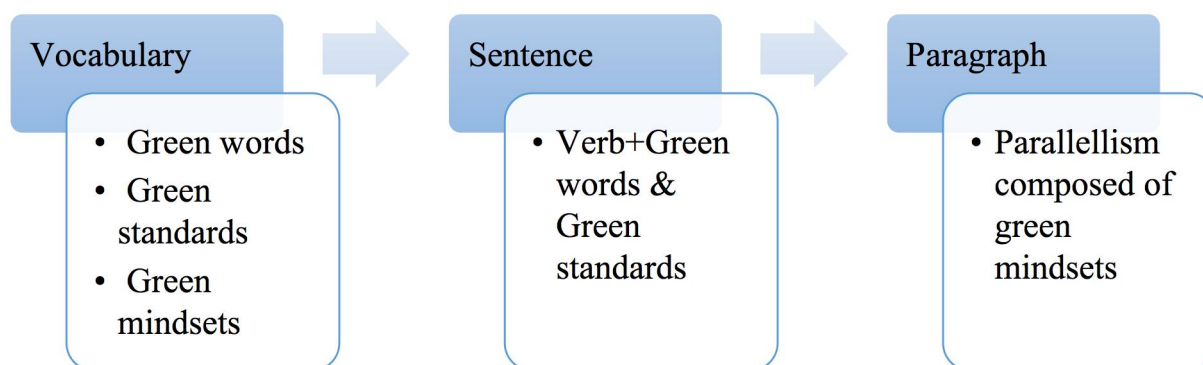 Vocabulary
• Green words
• Green
standards
• Green
mindsets
Sentence
• Verb+Green
words &
Green
standards
Paragraph
• Parallellism
composed of
green
mindsets